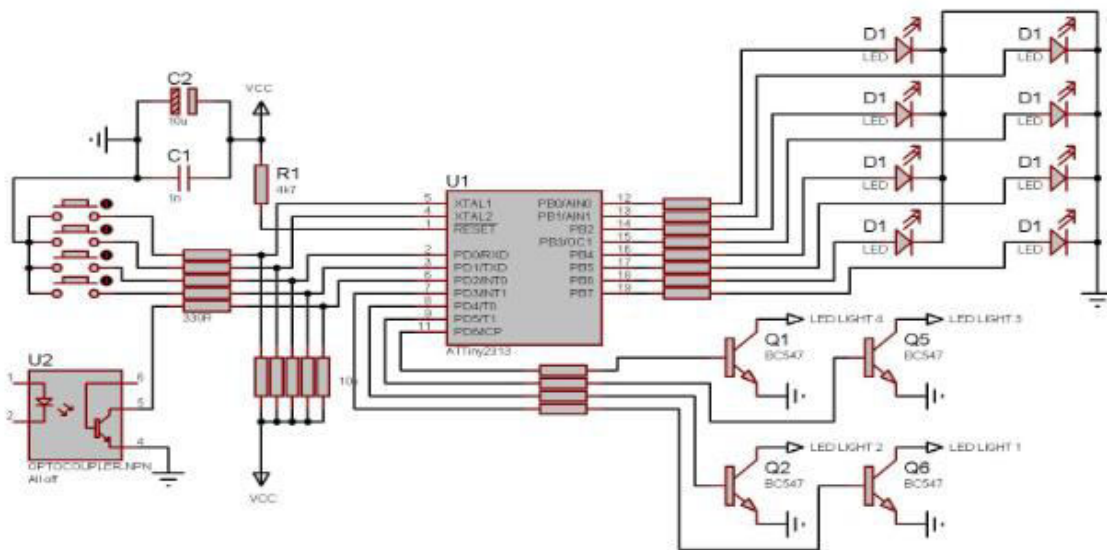 C2
10u
C1
1n
VCC
R1
4k7
330R
U2
1
2
6
5
4
OPTOCOUPLER-NPN
All off
10k
VCC
U1
5 XTAL1
4 XTAL2
1 RESET
2 PD0/RXD
3 PD1/TXD
6 PD2/INT0
7 PD3/INT1
8 PD4/T0
9 PD5/T1
11 PD6/ICP
PB0/AIN0 12
PB1/AIN1 13
PB2 14
PB3/OC1 15
PB4 16
PB5 17
PB6 18
PB7 19
ATTiny2313
D1
LED
D1
LED
D1
LED
D1
LED
D1
LED
D1
LED
D1
LED
D1
LED
Q1
BC547
LED LIGHT 4
Q5
BC547
LED LIGHT 3
Q2
BC547
LED LIGHT 2
Q6
BC547
LED LIGHT 1